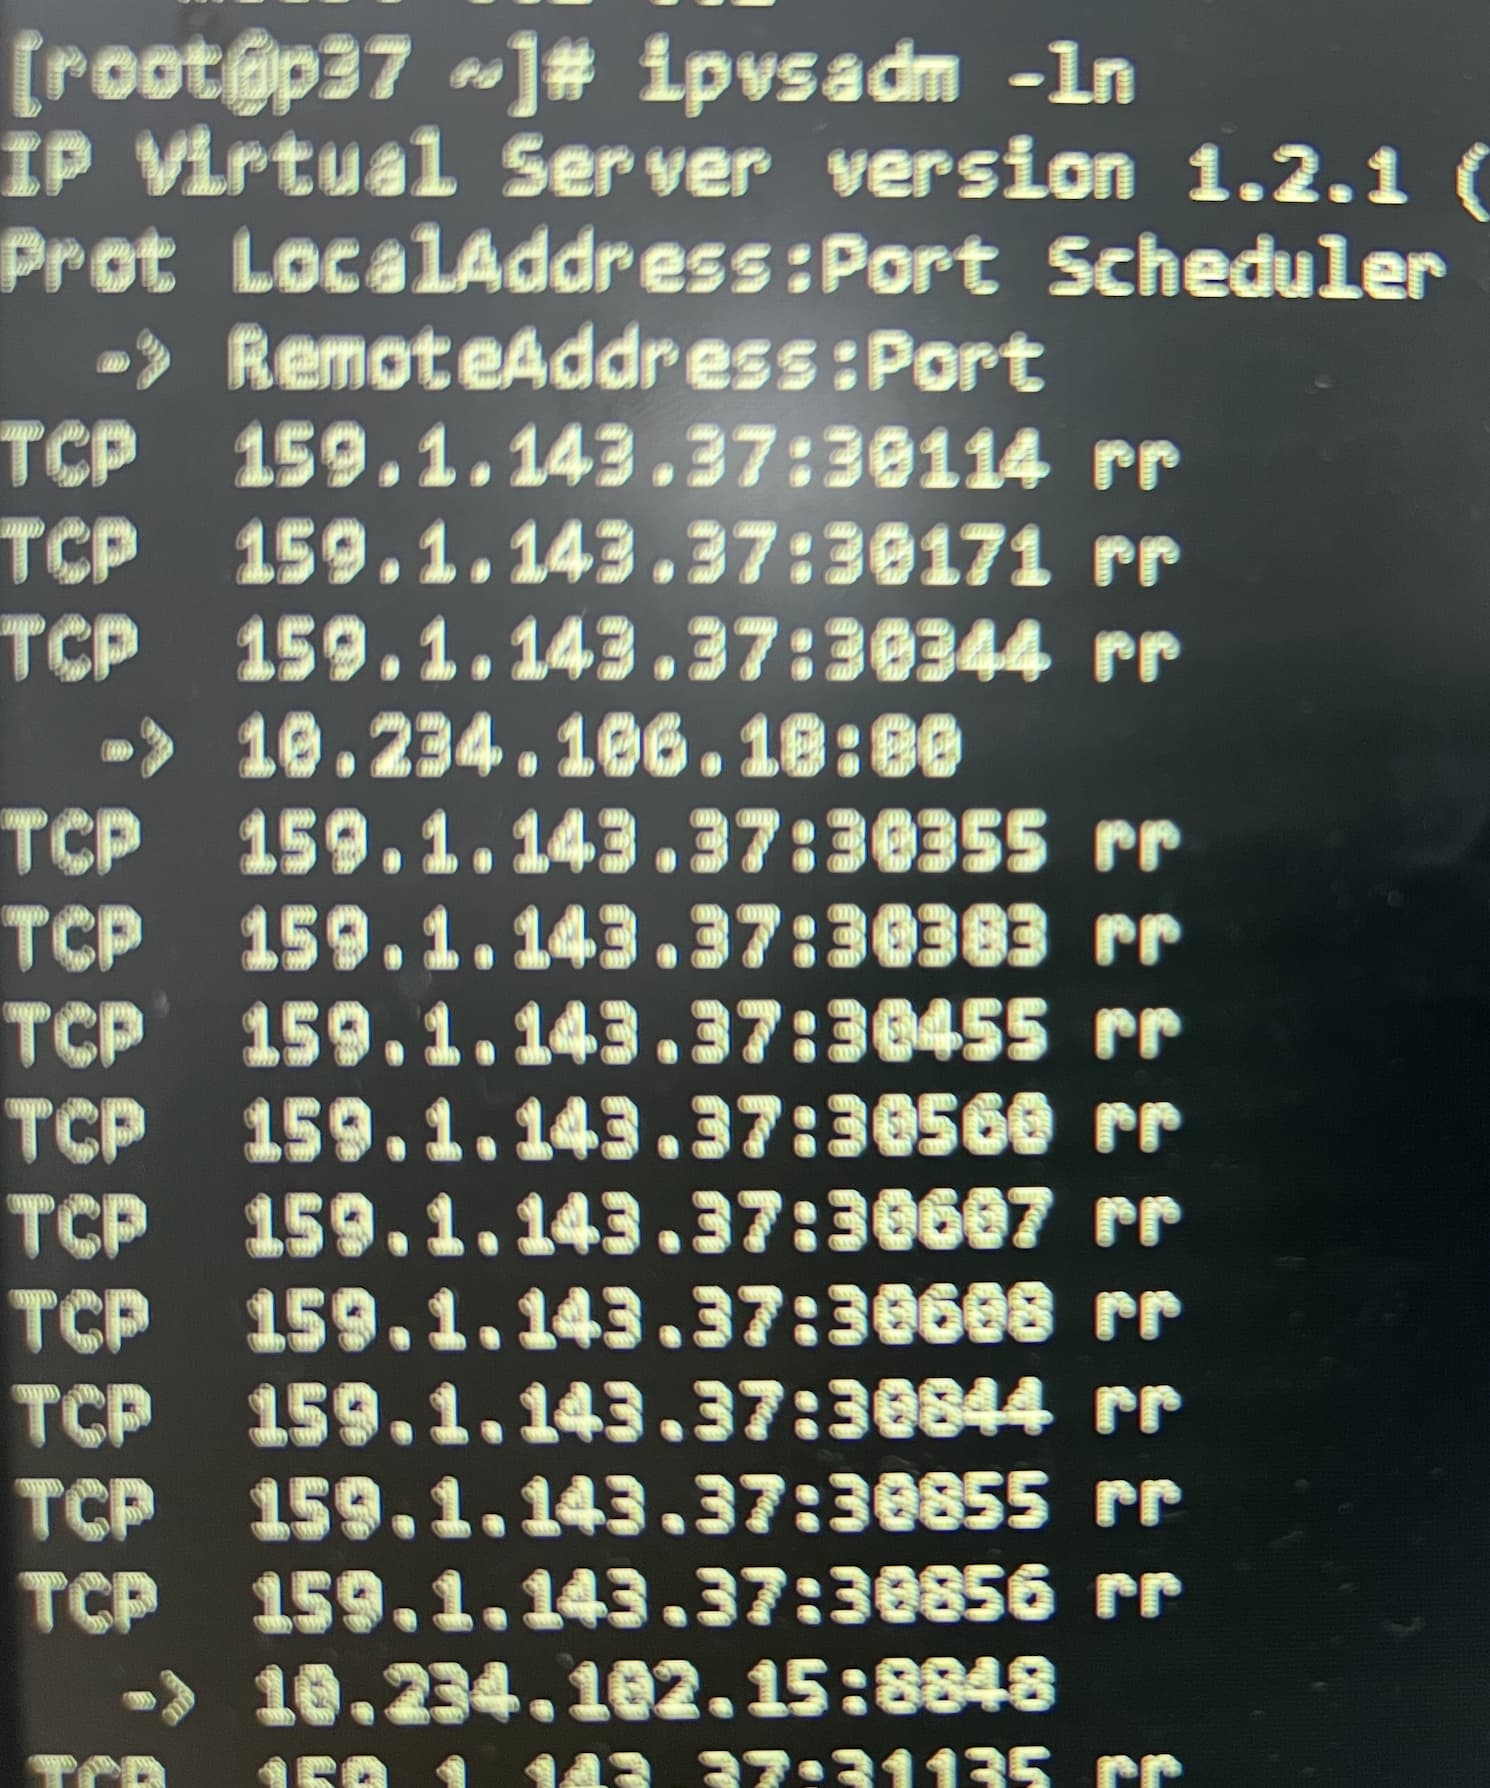 [root@p37 ~]# ipvsadm -ln
IP Virtual Server version 1.2.1 (
Prot LocalAddress:Port Scheduler
-> RemoteAddress:Port
TCP 159.1.143.37:30114 rr
TCP 159.1.143.37:30171 rr
TCP 159.1.143.37:30344 rr
-> 10.234.106.10:80
TCP 159.1.143.37:30355 rr
TCP 159.1.143.37:30383 rr
TCP 159.1.143.37:30455 rr
TCP 159.1.143.37:30560 rr
TCP 159.1.143.37:30607 rr
TCP 159.1.143.37:30608 rr
TCP 159.1.143.37:30844 rr
TCP 159.1.143.37:30855 rr
TCP 159.1.143.37:30856 rr
-> 10.234.102.15:8848
TCP 159.1.143.37:31135 rr